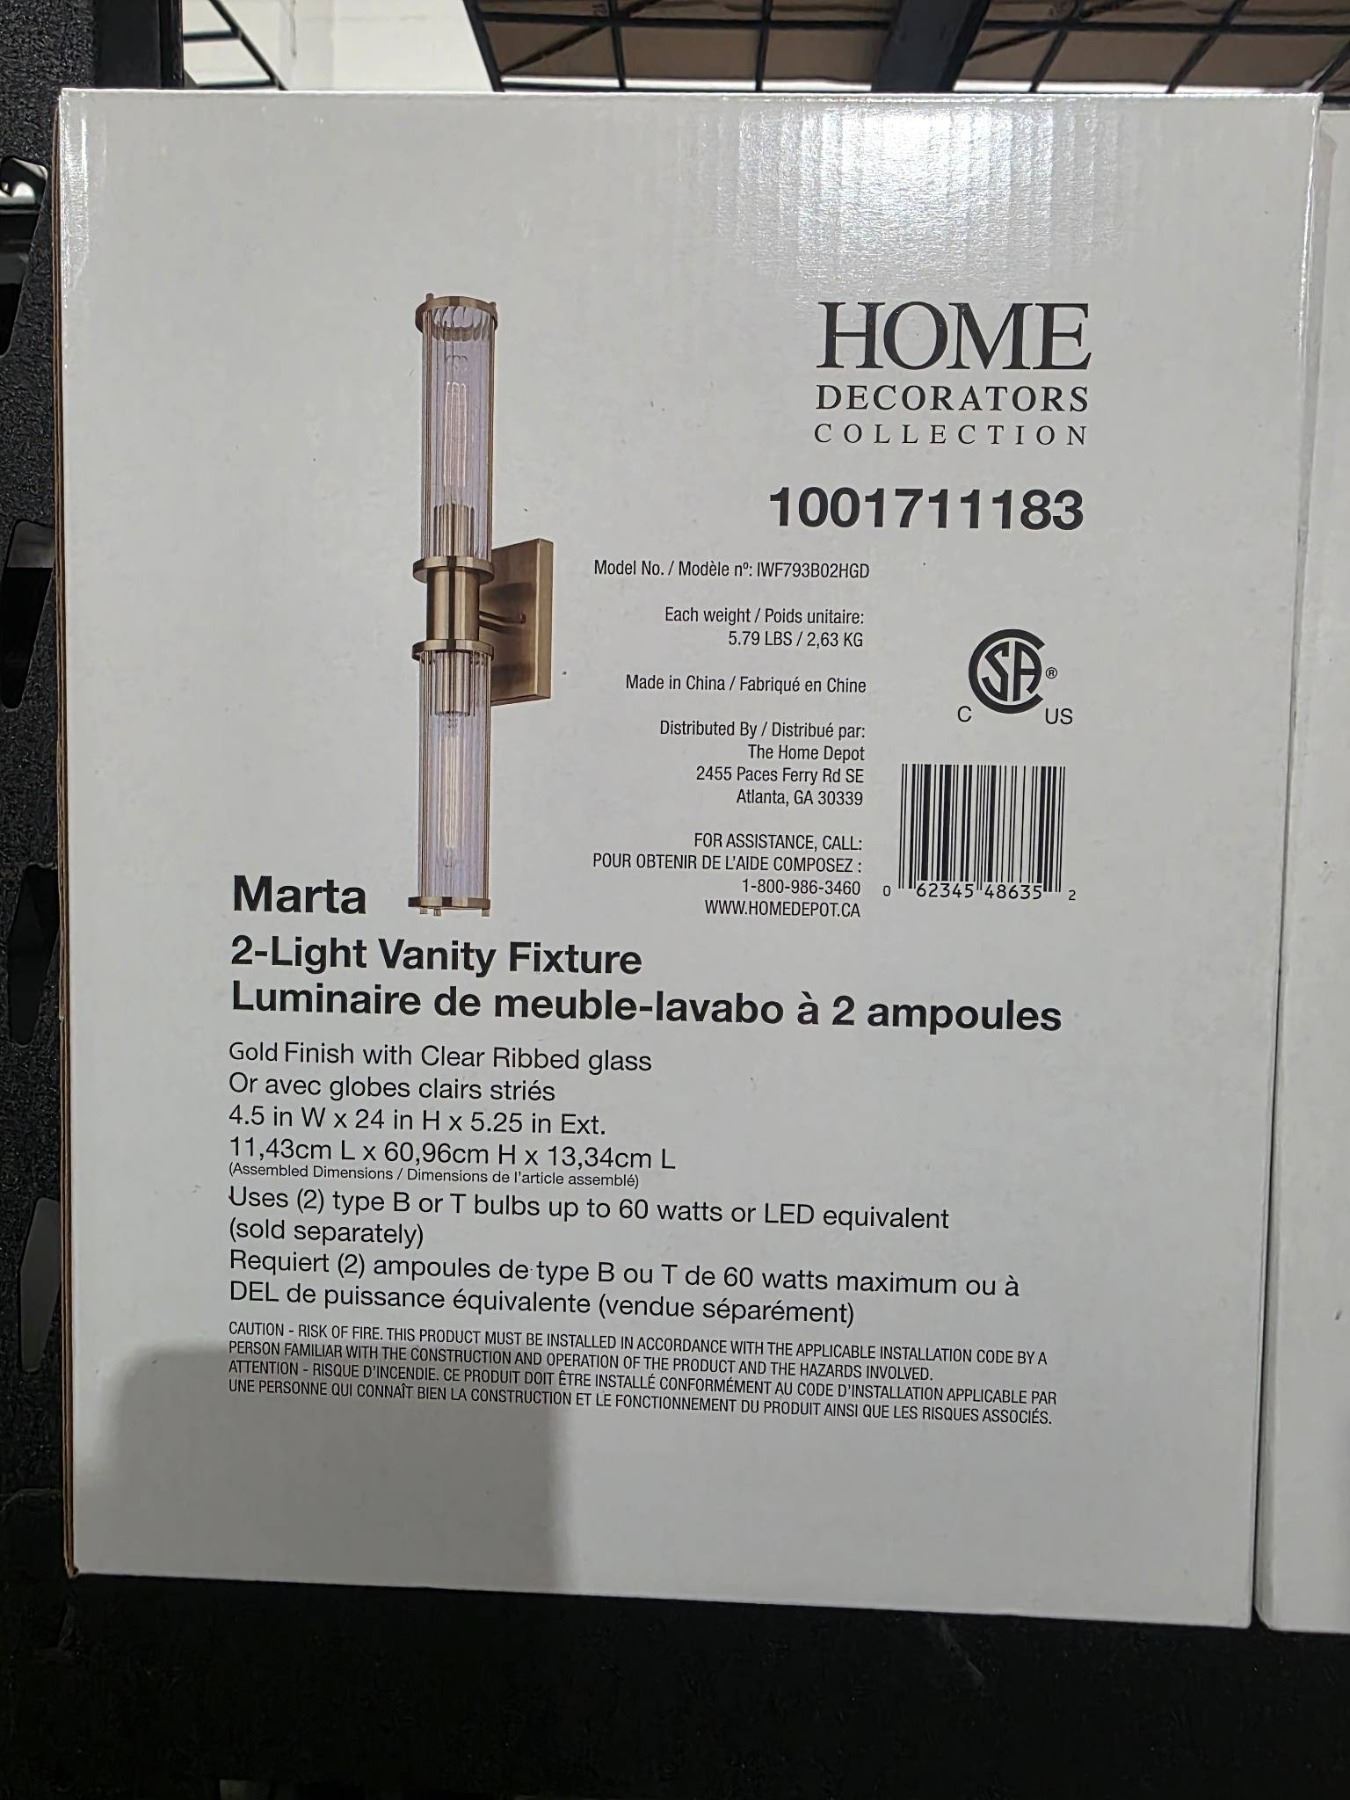 HOME
DECORATORS
COLLECTION
1001711183
Model No. / Modèle nº: IWF793B02HGD
Each weight / Poids unitaire:
5.79 LBS / 2,63 KG
Made in China / Fabriqué en Chine
Distributed By / Distribué par:
The Home Depot
2455 Paces Ferry Rd SE
Atlanta, GA 30339
FOR ASSISTANCE, CALL:
POUR OBTENIR DE L'AIDE COMPOSEZ :
1-800-986-3460
WWW.HOMEDEPOT.CA
SA®
C US
0 62345 48635 2
Marta
2-Light Vanity Fixture
Luminaire de meuble-lavabo à 2 ampoules
Gold Finish with Clear Ribbed glass
Or avec globes clairs striés
4.5 in W x 24 in H x 5.25 in Ext.
11,43cm L x 60,96cm H x 13,34cm L
(Assembled Dimensions / Dimensions de l'article assemblé)
Uses (2) type B or T bulbs up to 60 watts or LED equivalent
(sold separately)
Requiert (2) ampoules de type B ou T de 60 watts maximum ou à
DEL de puissance équivalente (vendue séparément)
CAUTION - RISK OF FIRE. THIS PRODUCT MUST BE INSTALLED IN ACCORDANCE WITH THE APPLICABLE INSTALLATION CODE BY A
PERSON FAMILIAR WITH THE CONSTRUCTION AND OPERATION OF THE PRODUCT AND THE HAZARDS INVOLVED.
ATTENTION - RISQUE D'INCENDIE. CE PRODUIT DOIT ÊTRE INSTALLÉ CONFORMÉMENT AU CODE D'INSTALLATION APPLICABLE PAR
UNE PERSONNE QUI CONNAÎT BIEN LA CONSTRUCTION ET LE FONCTIONNEMENT DU PRODUIT AINSI QUE LES RISQUES ASSOCIÉS.